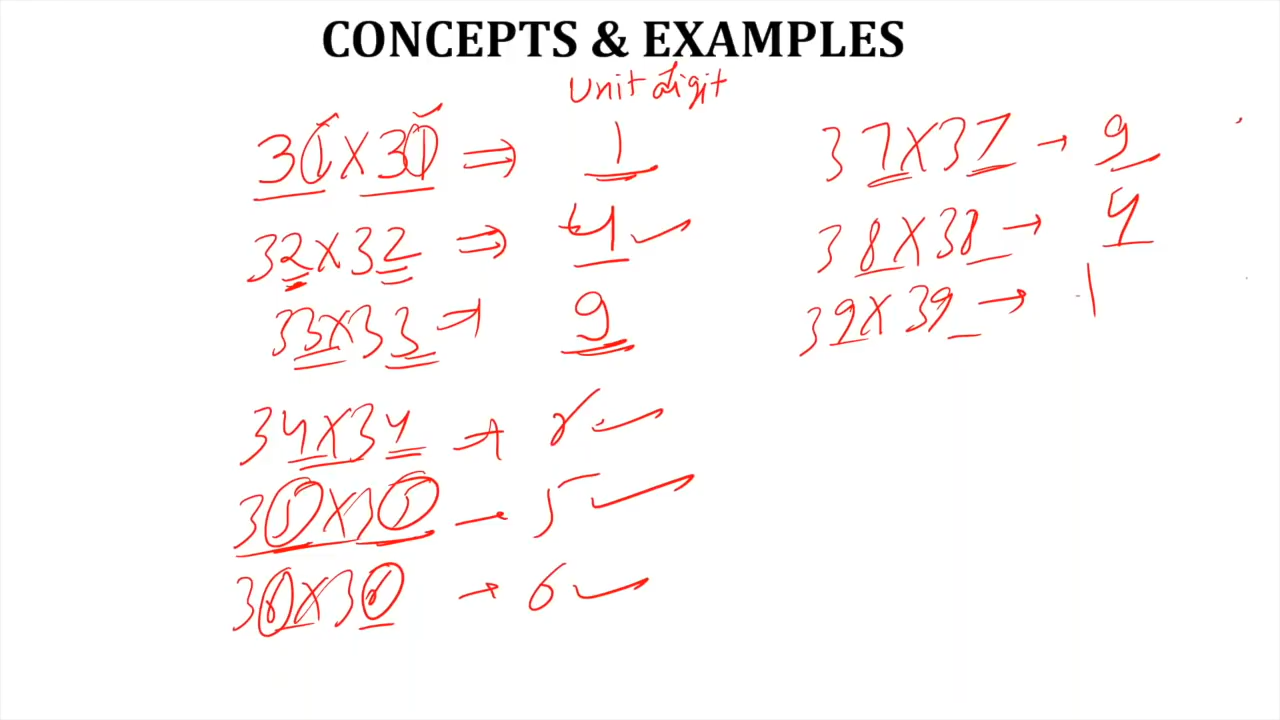 CONCEPTS & EXAMPLES
Unit digit
31 X 31 ⇒ 1
32 X 32 ⇒ 4
33 X 33 → 9
34 X 34 →
35 X 35 → 5
36 X 36 → 6
37 X 37 → 9
38 X 38 → 4
39 X 39 → 1